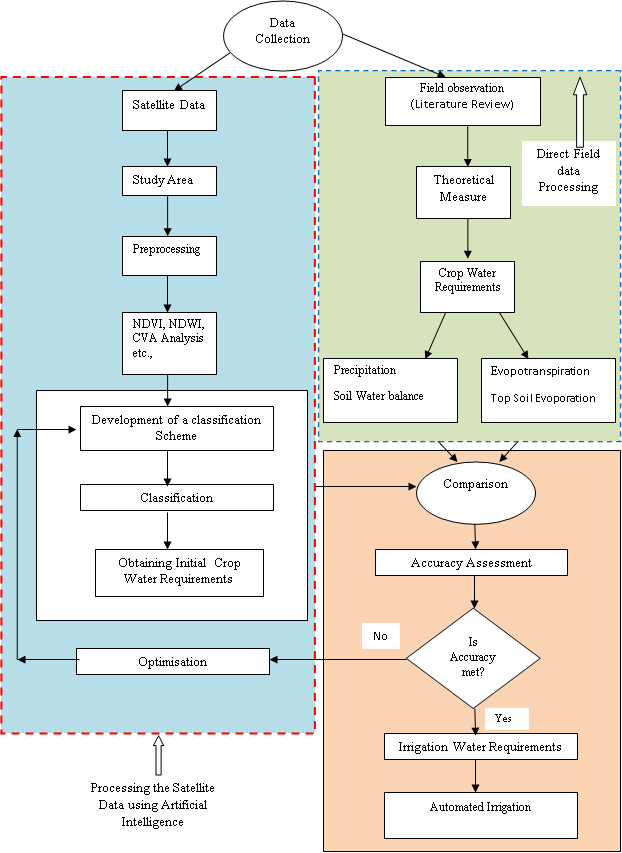 Data
Collection
Satellite Data
Study Area
Preprocessing
NDVI, NDWI,
CVA Analysis
etc.,
Development of a classification
Scheme
Classification
Obtaining Initial Crop
Water Requirements
Optimisation
Processing the Satellite
Data using Artificial
Intelligence
Field observation
(Literature Review)
Direct Field
data
Processing
Theoretical
Measure
Crop Water
Requirements
Precipitation
Soil Water balance
Evopotranspiration
Top Soil Evoporation
Comparison
Accuracy Assessment
Is
Accuracy
met?
No
Yes
Irrigation Water Requirements
Automated Irrigation